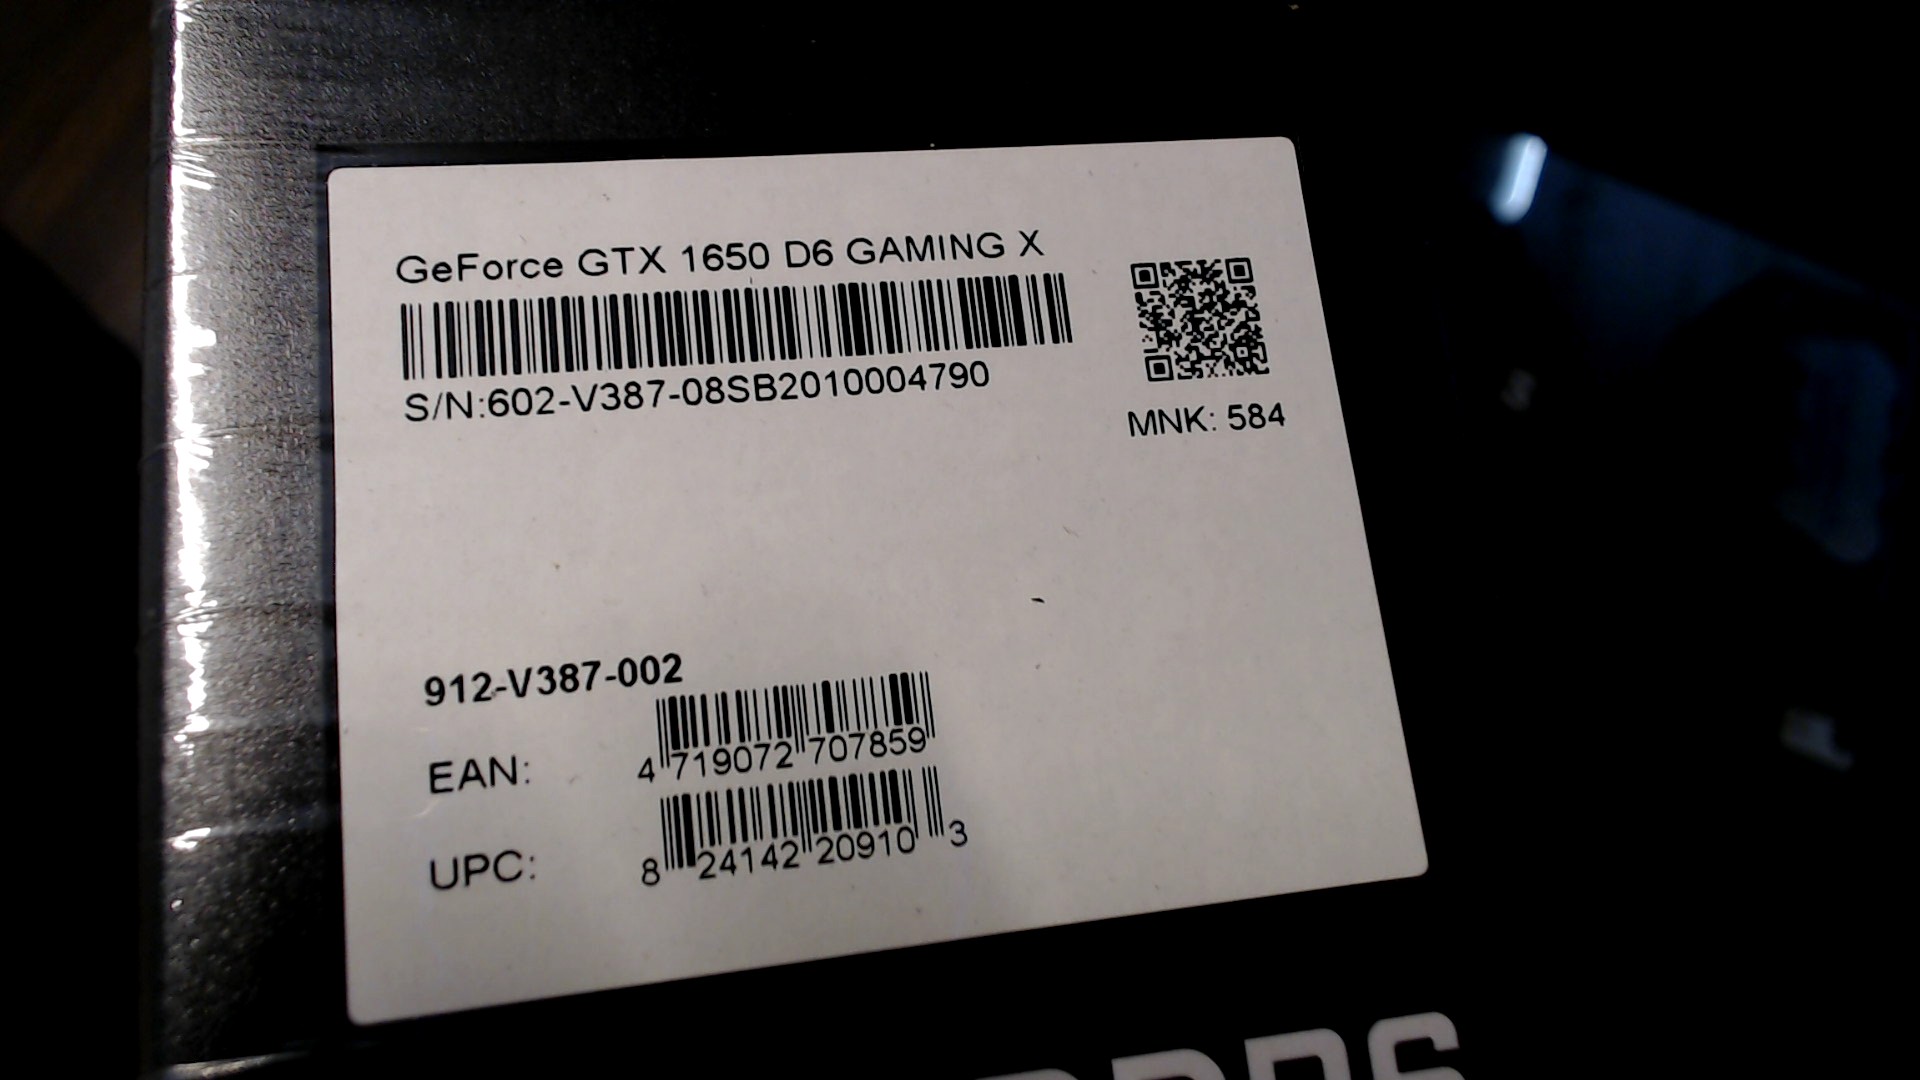 GeForce GTX 1650 D6 GAMING X
S/N:602-V387-08SB2010004790
MNK: 584
912-V387-002
EAN: 4 719072 707859
UPC: 8 24142 20910 3